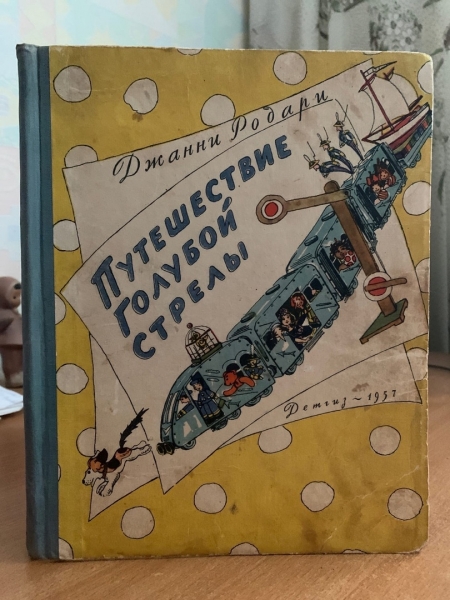 Джанни Родари
ПУТЕШЕСТВИЕ
ГОЛУБОЙ
СТРЕЛЫ
Детгиз ~ 1957